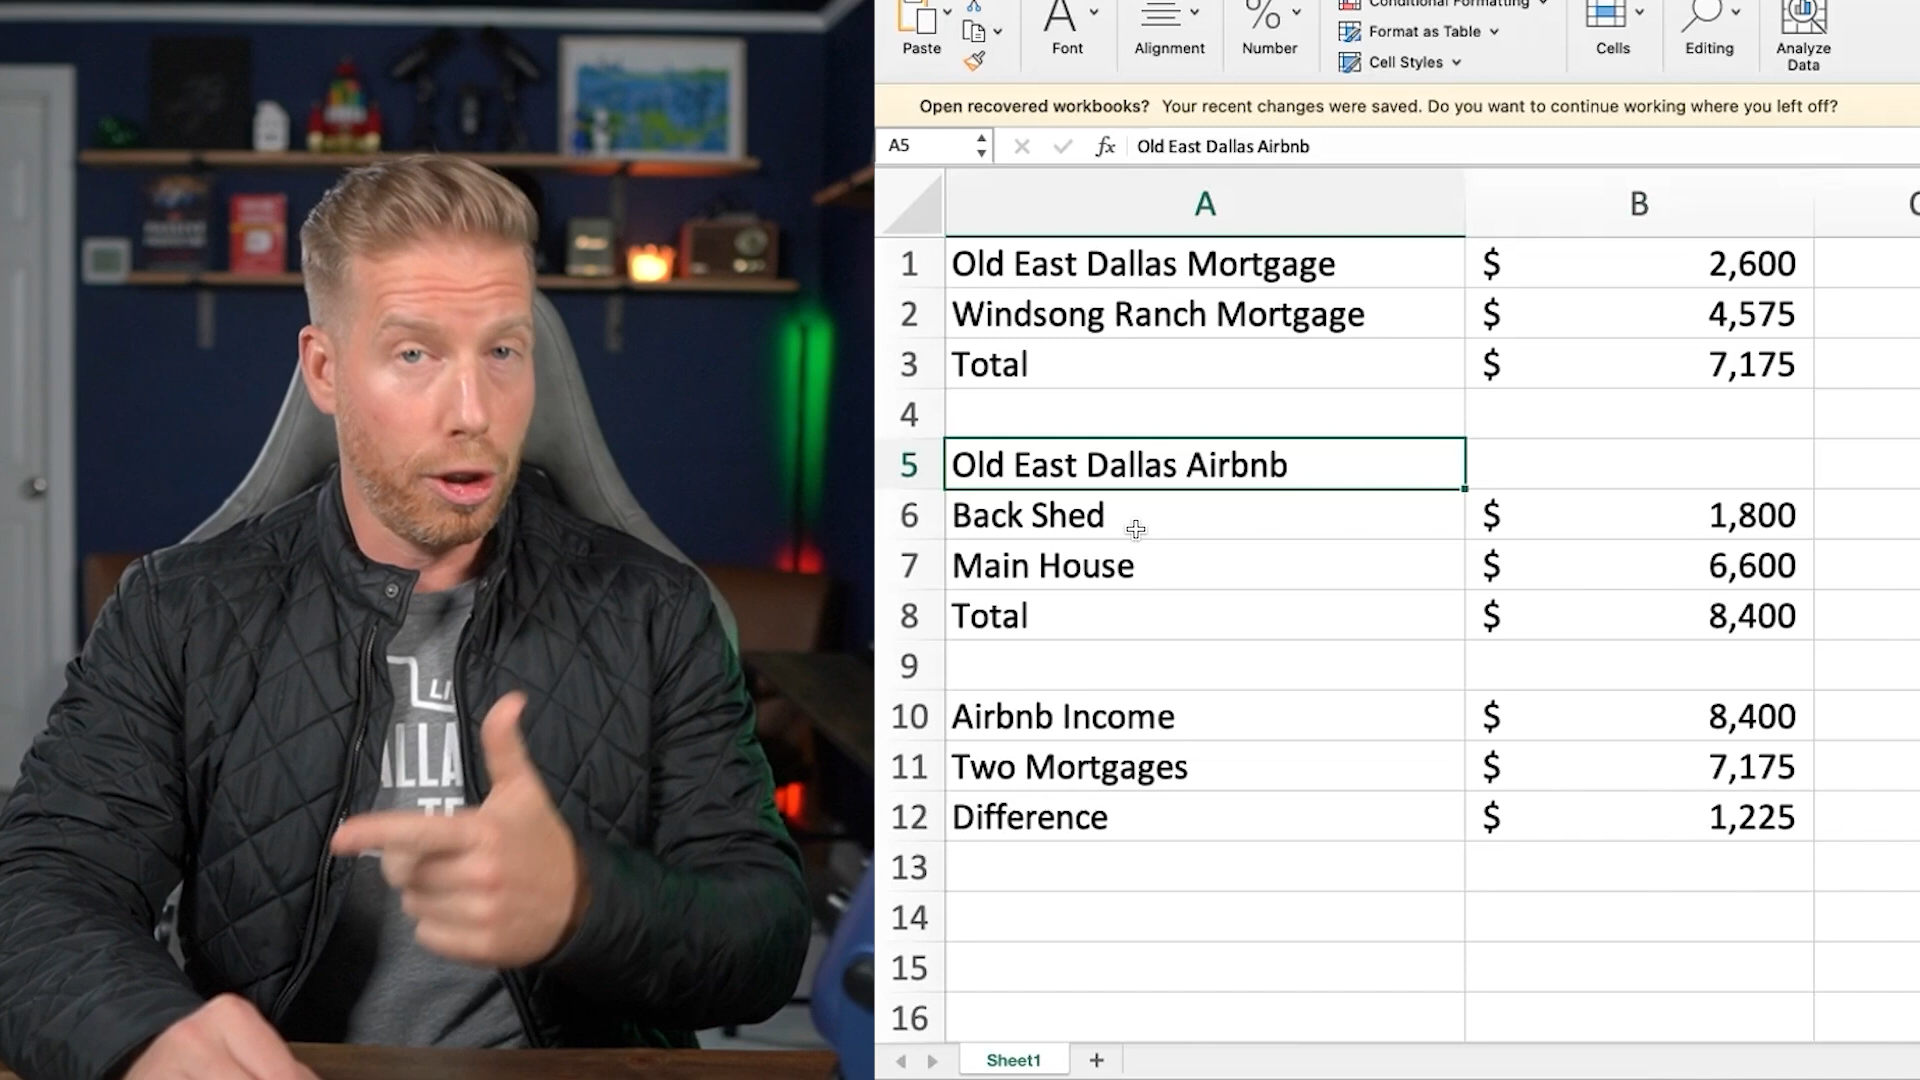 Conditional Formatting
Format as Table
Cell Styles
Paste
Font
Alignment
Number
Cells
Editing
Analyze
Data
Open recovered workbooks? Your recent changes were saved. Do you want to continue working where you left off?
A5
fx
Old East Dallas Airbnb
A
B
1 Old East Dallas Mortgage $ 2,600
2 Windsong Ranch Mortgage $ 4,575
3 Total $ 7,175
4
5 Old East Dallas Airbnb
6 Back Shed $ 1,800
7 Main House $ 6,600
8 Total $ 8,400
9
10 Airbnb Income $ 8,400
11 Two Mortgages $ 7,175
12 Difference $ 1,225
13
14
15
16
Sheet1